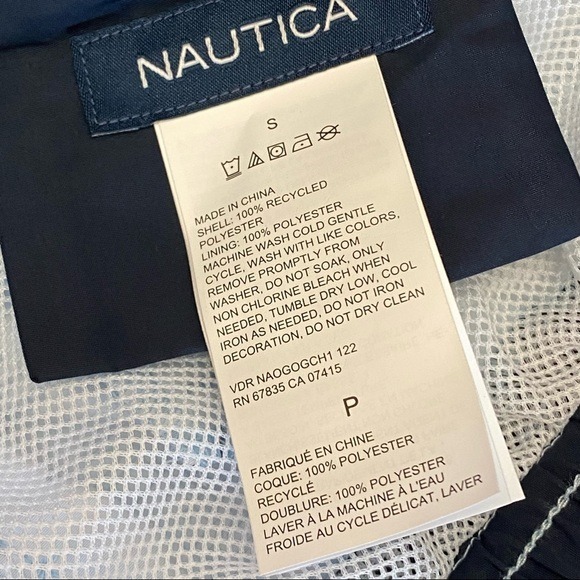 NAUTICA
S
MADE IN CHINA
SHELL: 100% RECYCLED
POLYESTER
LINING: 100% POLYESTER
MACHINE WASH COLD GENTLE
CYCLE, WASH WITH LIKE COLORS,
REMOVE PROMPTLY FROM
WASHER, DO NOT SOAK, ONLY
NON CHLORINE BLEACH WHEN
NEEDED, TUMBLE DRY LOW, COOL
IRON AS NEEDED, DO NOT IRON
DECORATION, DO NOT DRY CLEAN
VDR NAOGOGCH1 122
RN 67835 CA 07415
P
FABRIQUÉ EN CHINE
COQUE: 100% POLYESTER
RECYCLÉ
DOUBLURE: 100% POLYESTER
LAVER À LA MACHINE À L'EAU
FROIDE AU CYCLE DÉLICAT, LAVER